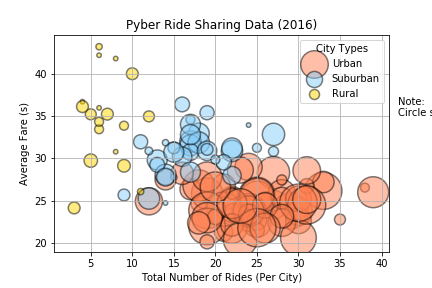 Pyber Ride Sharing Data (2016)
City Types
Urban
Suburban
Rural
Note:
Circle s
Average Fare ($)
40
35
30
25
20
5
10
15
20
25
30
35
40
Total Number of Rides (Per City)